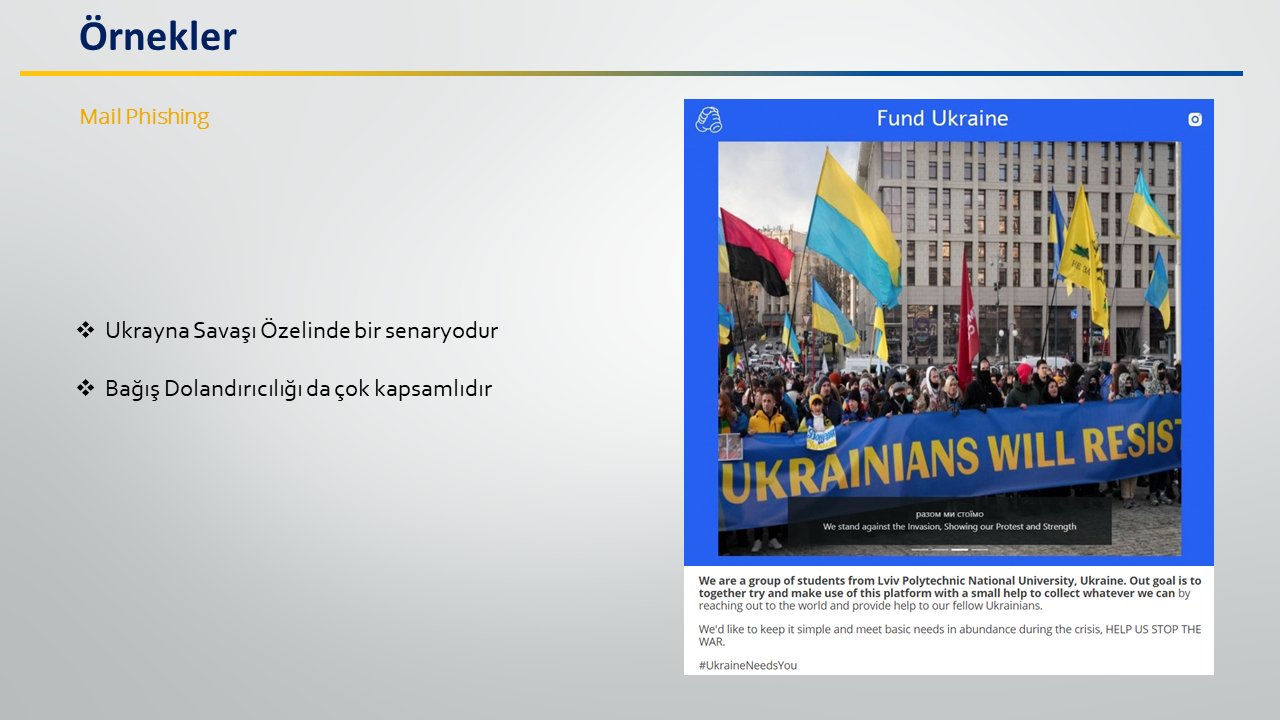 Örnekler
Mail Phishing
❖ Ukrayna Savaşı Özelinde bir senaryodur
❖ Bağış Dolandırıcılığı da çok kapsamlıdır
Fund Ukraine
UKRAINIANS WILL RESIST
разом ми стоїмо
We stand against the Invasion, Showing our Protest and Strength
We are a group of students from Lviv Polytechnic National University, Ukraine. Out goal is to
together try and make use of this platform with a small help to collect whatever we can by
reaching out to the world and provide help to our fellow Ukrainians.
We'd like to keep it simple and meet basic needs in abundance during the crisis, HELP US STOP THE
WAR.
#UkraineNeedsYou